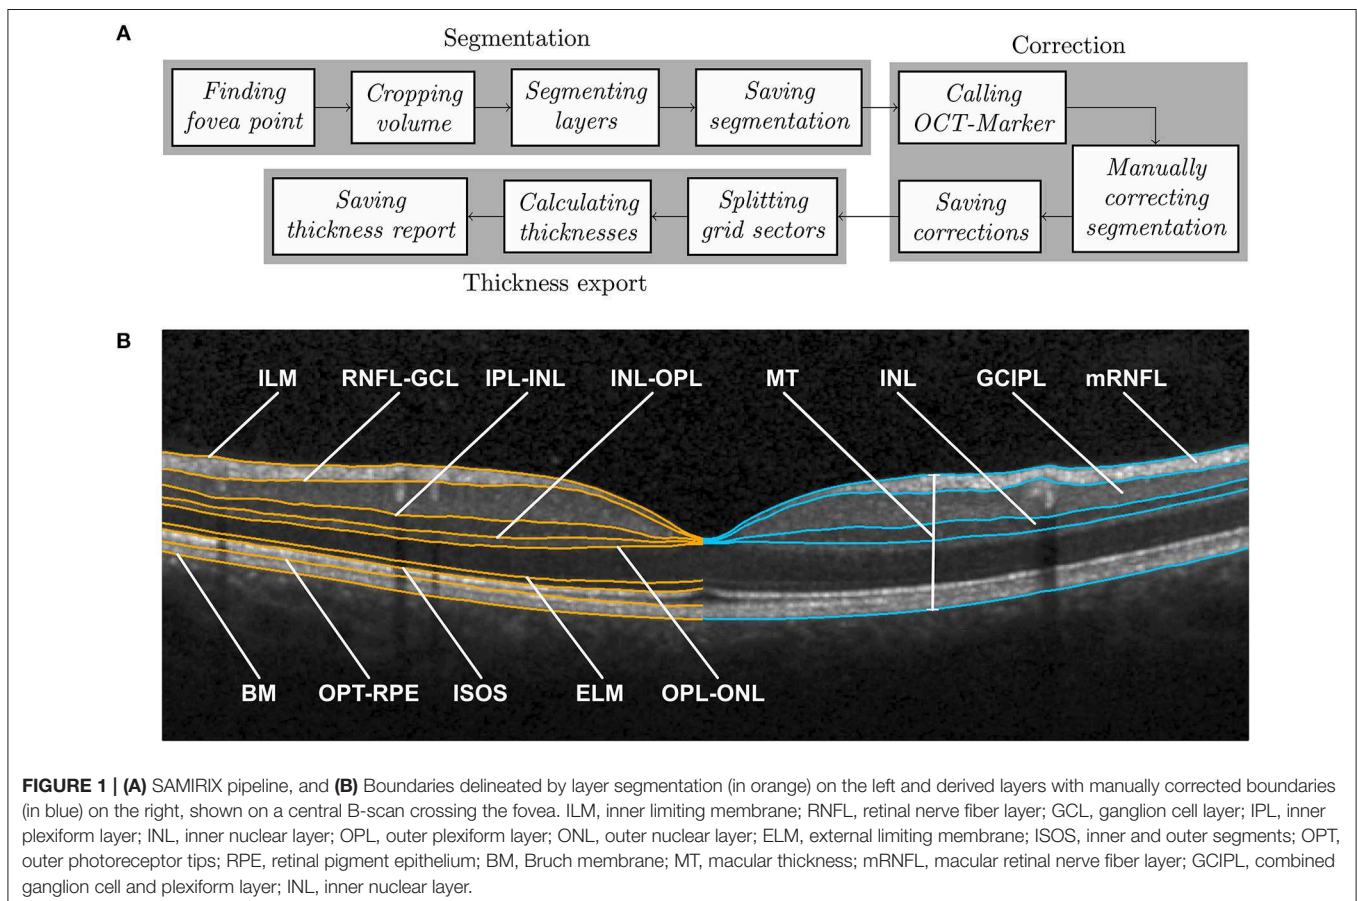 A
Segmentation
Correction
Finding
fovea point
Cropping
volume
Segmenting
layers
Saving
segmentation
Calling
OCT-Marker
Manually
correcting
segmentation
Saving
corrections
Splitting
grid sectors
Calculating
thicknesses
Saving
thickness report
Thickness export
B
ILM RNFL-GCL IPL-INL INL-OPL MT INL GCIPL mRNFL
BM OPT-RPE ISOS ELM OPL-ONL
FIGURE 1 | (A) SAMIRIX pipeline, and (B) Boundaries delineated by layer segmentation (in orange) on the left and derived layers with manually corrected boundaries
(in blue) on the right, shown on a central B-scan crossing the fovea. ILM, inner limiting membrane; RNFL, retinal nerve fiber layer; GCL, ganglion cell layer; IPL, inner
plexiform layer; INL, inner nuclear layer; OPL, outer plexiform layer; ONL, outer nuclear layer; ELM, external limiting membrane; ISOS, inner and outer segments; OPT,
outer photoreceptor tips; RPE, retinal pigment epithelium; BM, Bruch membrane; MT, macular thickness; mRNFL, macular retinal nerve fiber layer; GCIPL, combined
ganglion cell and plexiform layer; INL, inner nuclear layer.